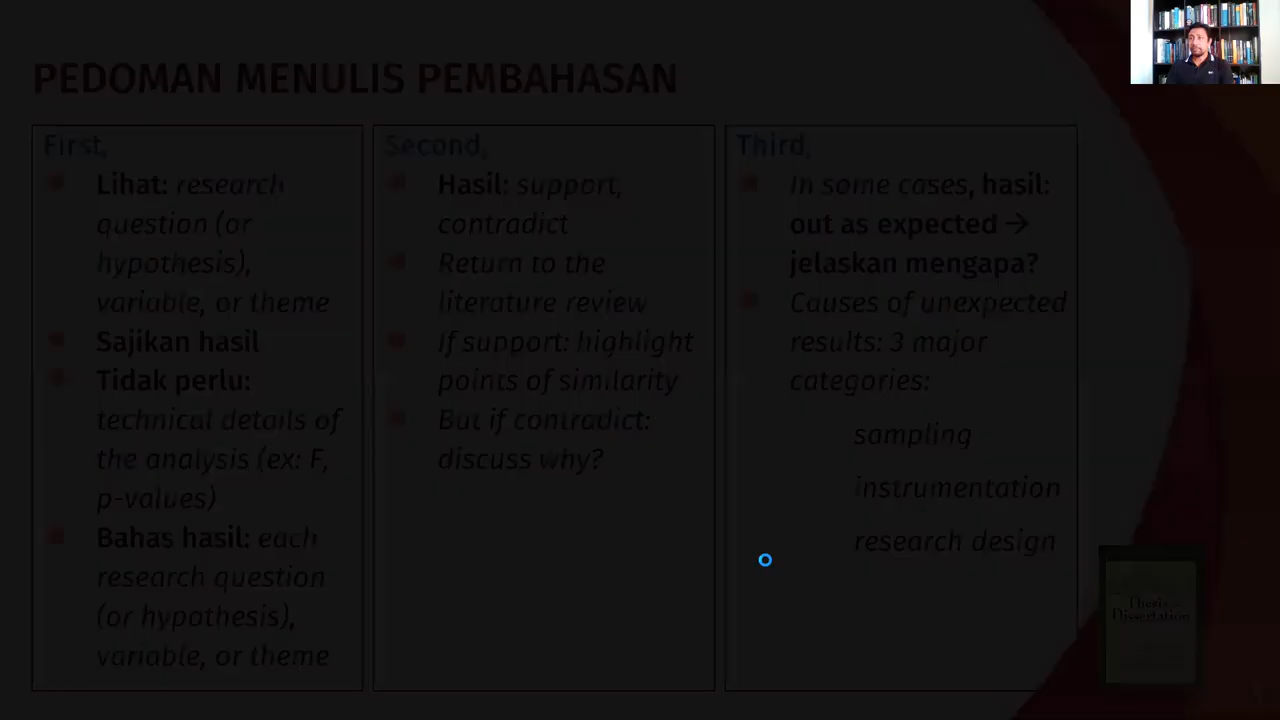 PEDOMAN MENULIS PEMBAHASAN
First,
Lihat: research
question (or
hypothesis),
variable, or theme
Sajikan hasil
Tidak perlu:
technical details of
the analysis (ex: F,
p-values)
Bahas hasil: each
research question
(or hypothesis),
variable, or theme
Second,
Hasil: support,
contradict
Return to the
literature review
If support: highlight
points of similarity
But if contradict:
discuss why?
Third,
In some cases, hasil:
out as expected →
jelaskan mengapa?
Causes of unexpected
results: 3 major
categories:
sampling
instrumentation
research design
Thesis
Dissertation